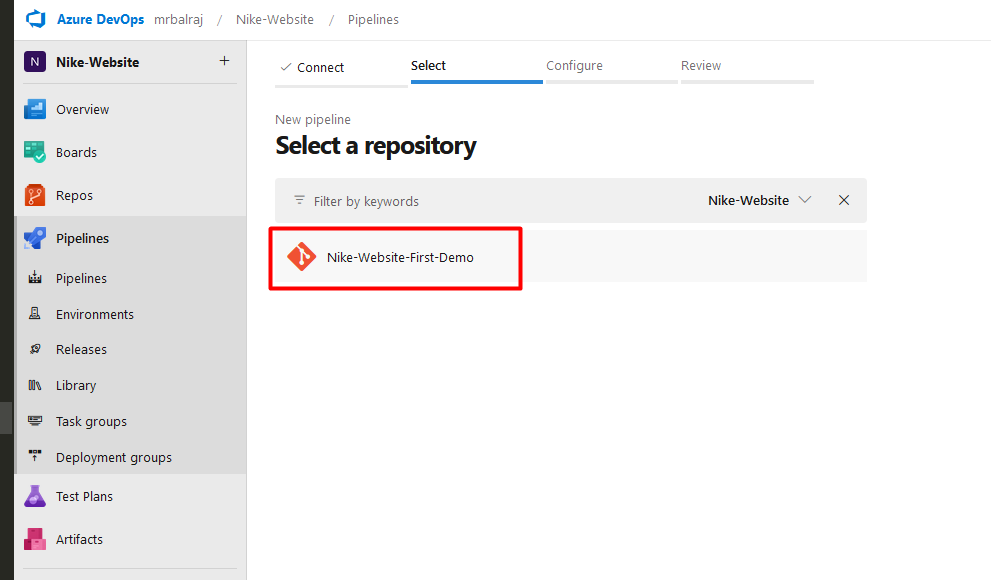 Azure DevOps mrbalraj / Nike-Website / Pipelines
N Nike-Website +
Overview
Boards
Repos
Pipelines
Pipelines
Environments
Releases
Library
Task groups
Deployment groups
Test Plans
Artifacts
Connect Select Configure Review
New pipeline
Select a repository
Filter by keywords Nike-Website
Nike-Website-First-Demo